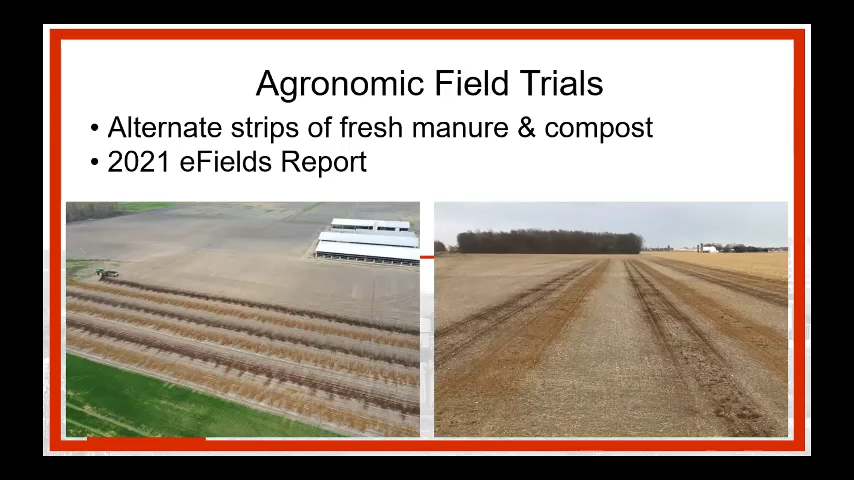 Agronomic Field Trials
• Alternate strips of fresh manure & compost
• 2021 eFields Report